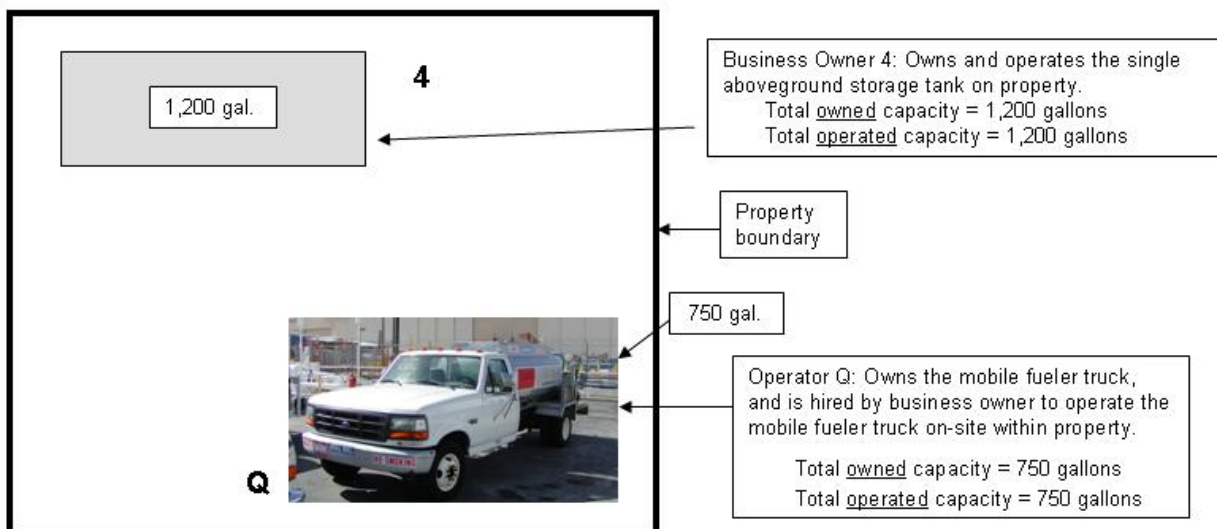 1,200 gal.
4
Business Owner 4: Owns and operates the single
aboveground storage tank on property.
Total owned capacity = 1,200 gallons
Total operated capacity = 1,200 gallons
Property
boundary
750 gal.
Operator Q: Owns the mobile fueler truck,
and is hired by business owner to operate the
mobile fueler truck on-site within property.
Total owned capacity = 750 gallons
Total operated capacity = 750 gallons
Q
NO SMOKING